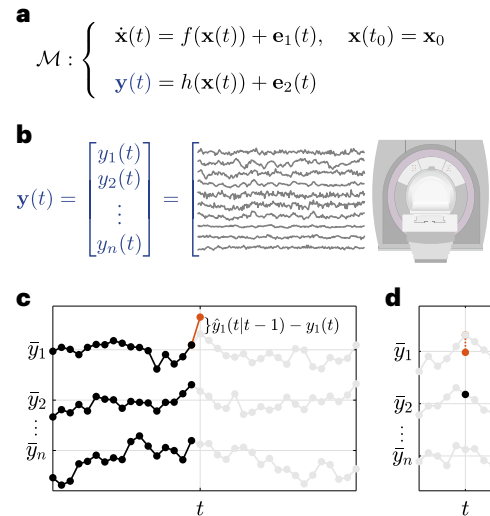 a
ℳ : { ẋ(t) = f(x(t)) + e₁(t), x(t₀) = x₀
y(t) = h(x(t)) + e₂(t)
b
y(t) = [ y₁(t) y₂(t) ⋮ yₙ(t) ] = [
c
d
ȳ₁
}ŷ₁(t|t − 1) − y₁(t)
ȳ₁
ȳ₂
ȳ₂
⋮
⋮
ȳₙ
ȳₙ
t
t